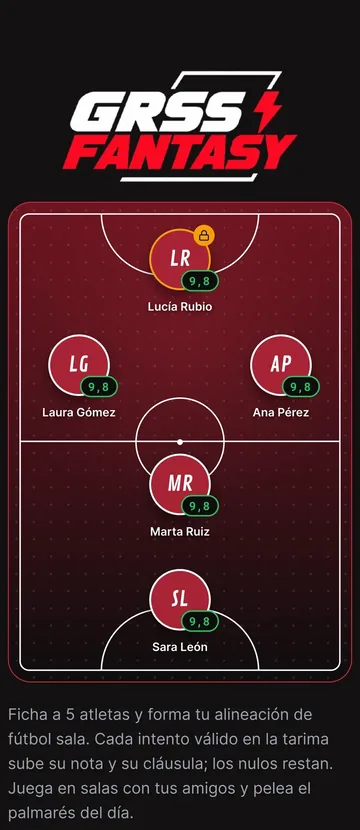 GRSS
FANTASY
LR
9,8
Lucía Rubio
LG
9,8
Laura Gómez
AP
9,8
Ana Pérez
MR
9,8
Marta Ruiz
SL
9,8
Sara León
Ficha a 5 atletas y forma tu alineación de
fútbol sala. Cada intento válido en la tarima
sube su nota y su cláusula; los nulos restan.
Juega en salas con tus amigos y pelea el
palmarés del día.